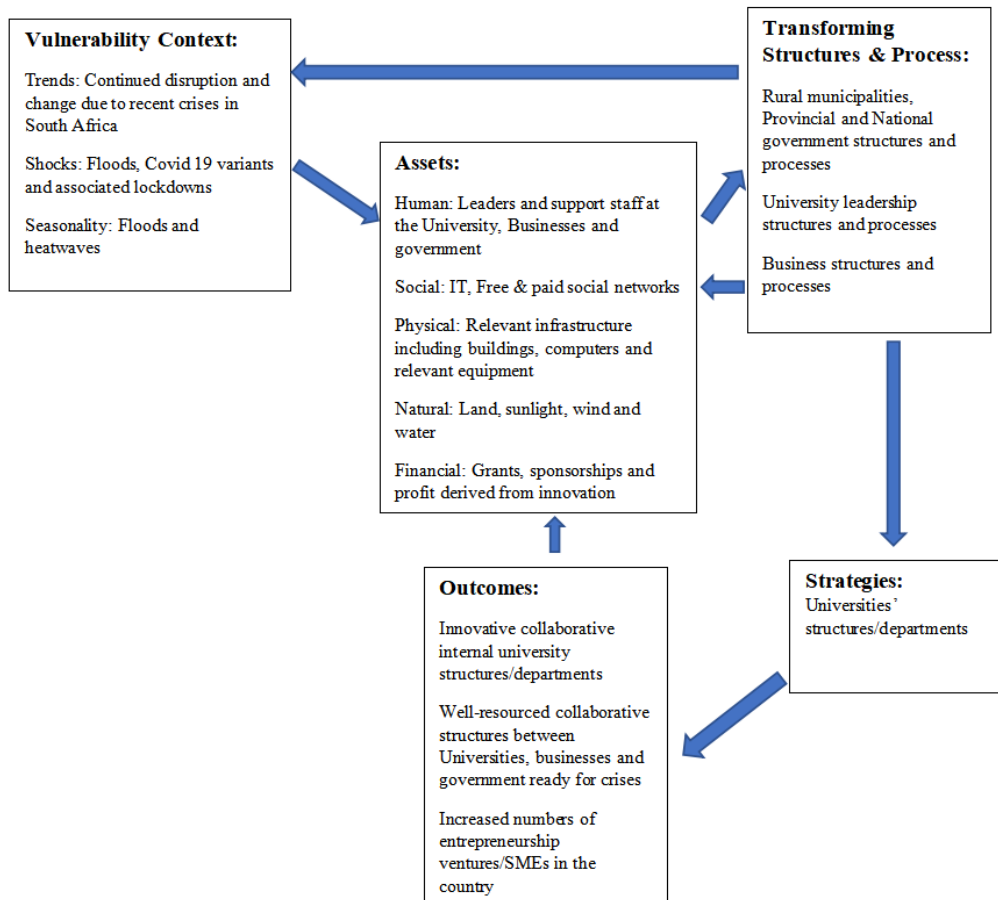 Vulnerability Context:
Trends: Continued disruption and
change due to recent crises in
South Africa
Shocks: Floods, Covid 19 variants
and associated lockdowns
Seasonality: Floods and
heatwaves
Transforming
Structures & Process:
Rural municipalities,
Provincial and National
government structures and
processes
University leadership
structures and processes
Business structures and
processes
Assets:
Human: Leaders and support staff at
the University, Businesses and
government
Social: IT, Free & paid social networks
Physical: Relevant infrastructure
including buildings, computers and
relevant equipment
Natural: Land, sunlight, wind and
water
Financial: Grants, sponsorships and
profit derived from innovation
Strategies:
Universities’
structures/departments
Outcomes:
Innovative collaborative
internal university
structures/departments
Well-resourced collaborative
structures between
Universities, businesses and
government ready for crises
Increased numbers of
entrepreneurship
ventures/SMEs in the
country